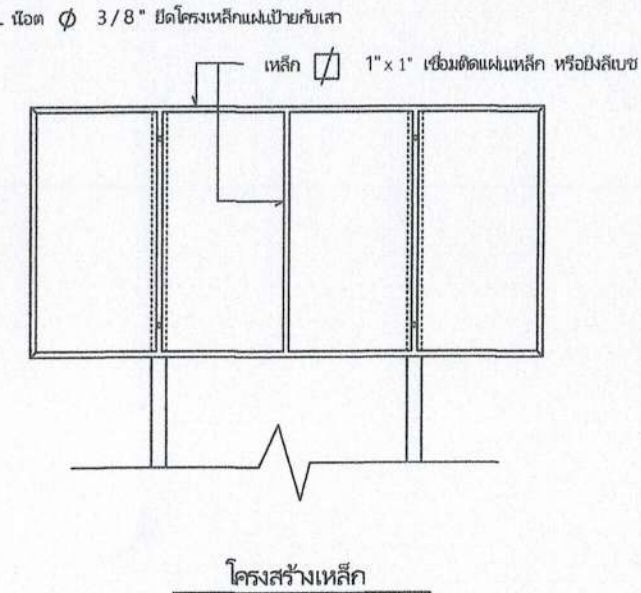 . น๊อต ⌀ 3/8" ยึดโครงเหล็กแผ่นป้ายกับเสา
เหล็ก 1"x 1" เชื่อมติดแผ่นเหล็ก หรือยิงลีเบซ
โครงสร้างเหล็ก